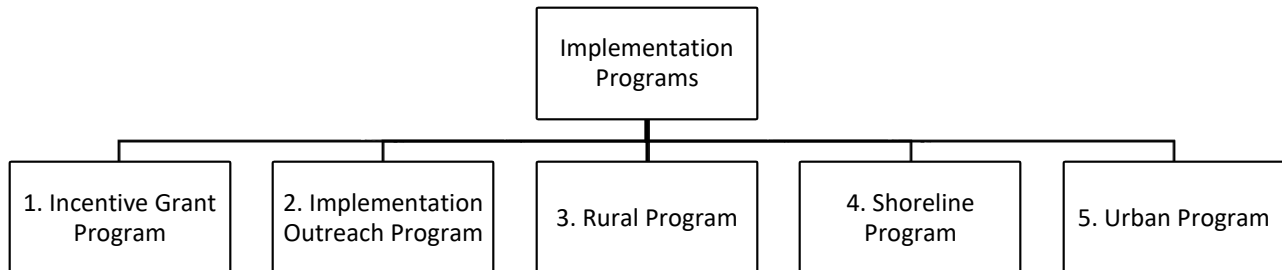 Implementation
Programs
1. Incentive Grant
Program
2. Implementation
Outreach Program
3. Rural Program
4. Shoreline
Program
5. Urban Program